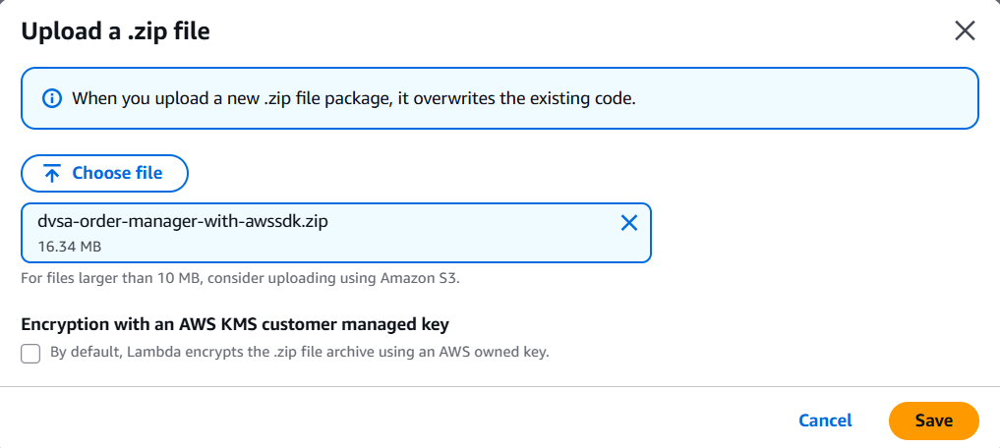 Upload a .zip file
When you upload a new .zip file package, it overwrites the existing code.
Choose file
dvsa-order-manager-with-awssdk.zip
16.34 MB
For files larger than 10 MB, consider uploading using Amazon S3.
Encryption with an AWS KMS customer managed key
By default, Lambda encrypts the .zip file archive using an AWS owned key.
Cancel
Save